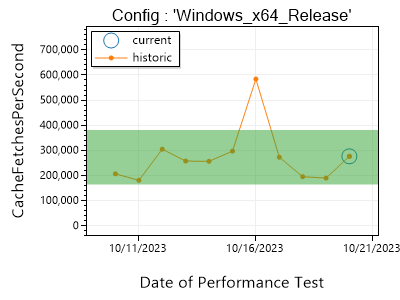 Config : 'Windows_x64_Release'
current
historic
CacheFetchesPerSecond
700,000
600,000
500,000
400,000
300,000
200,000
100,000
0
10/11/2023
10/16/2023
10/21/2023
Date of Performance Test